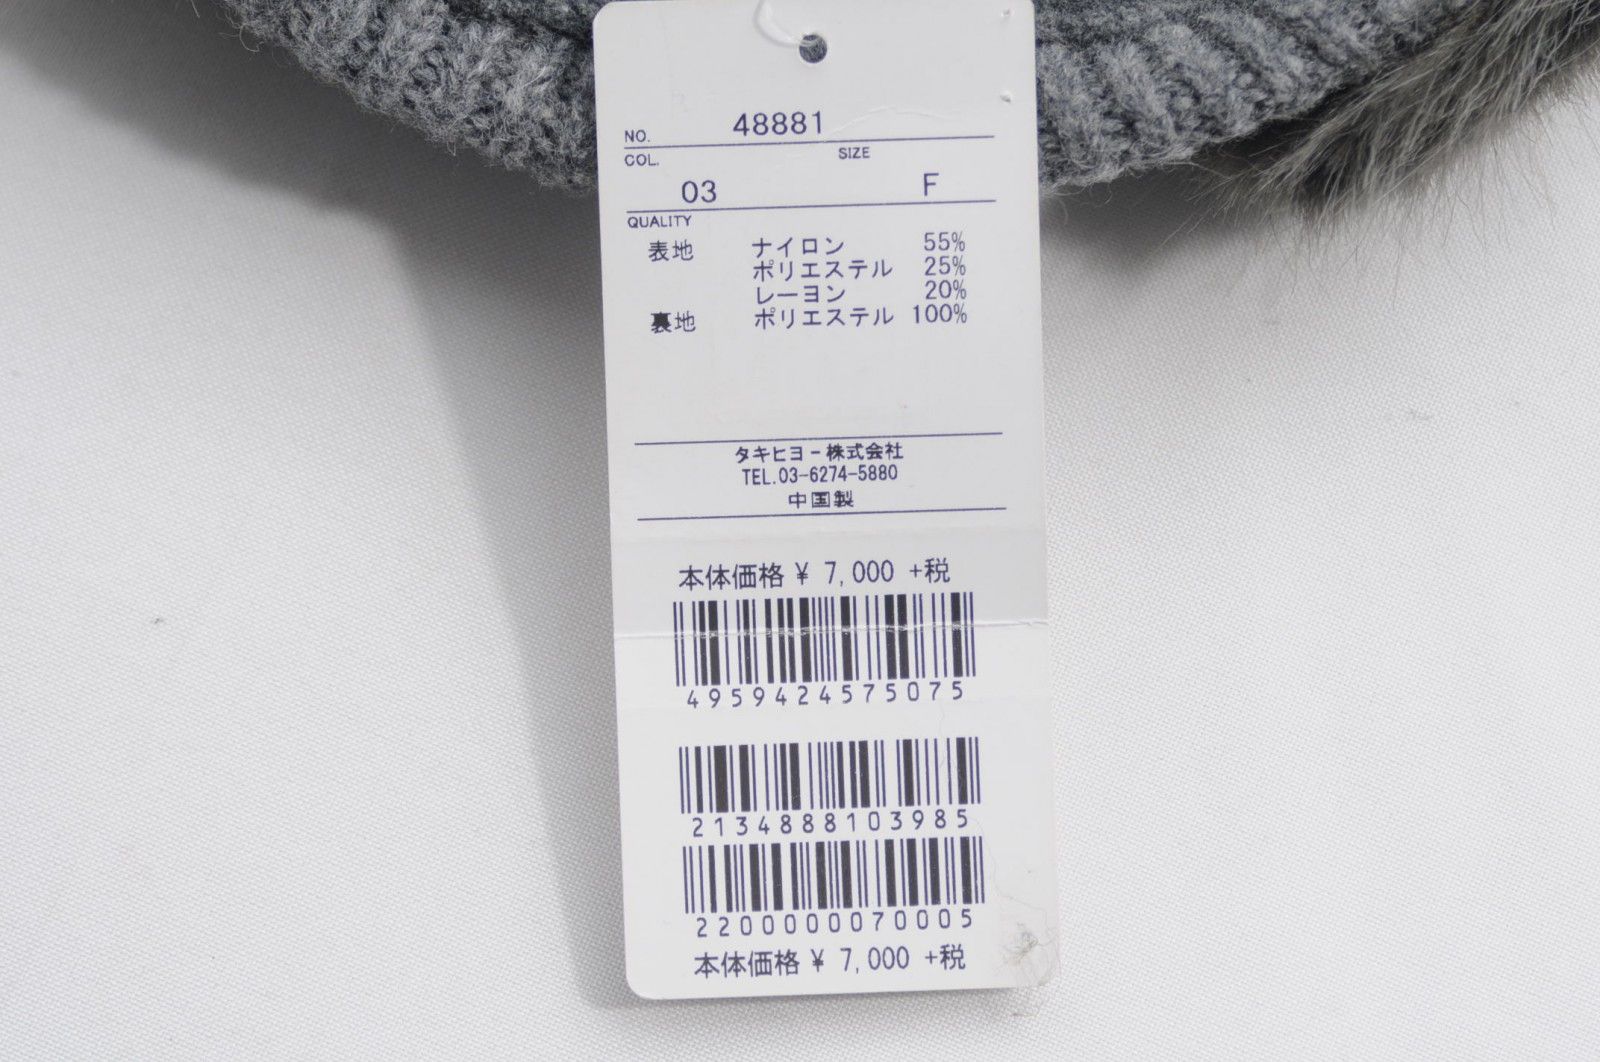 NO. 48881
COL. SIZE
03 F
QUALITY
表地 ナイロン 55%
ポリエステル 25%
レーヨン 20%
裏地 ポリエステル 100%
タキヒヨー株式会社
TEL.03-6274-5880
中国製
本体価格 ¥ 7,000 +税
4959424575075
2134888103985
2200000070005
本体価格 ¥ 7,000 +税